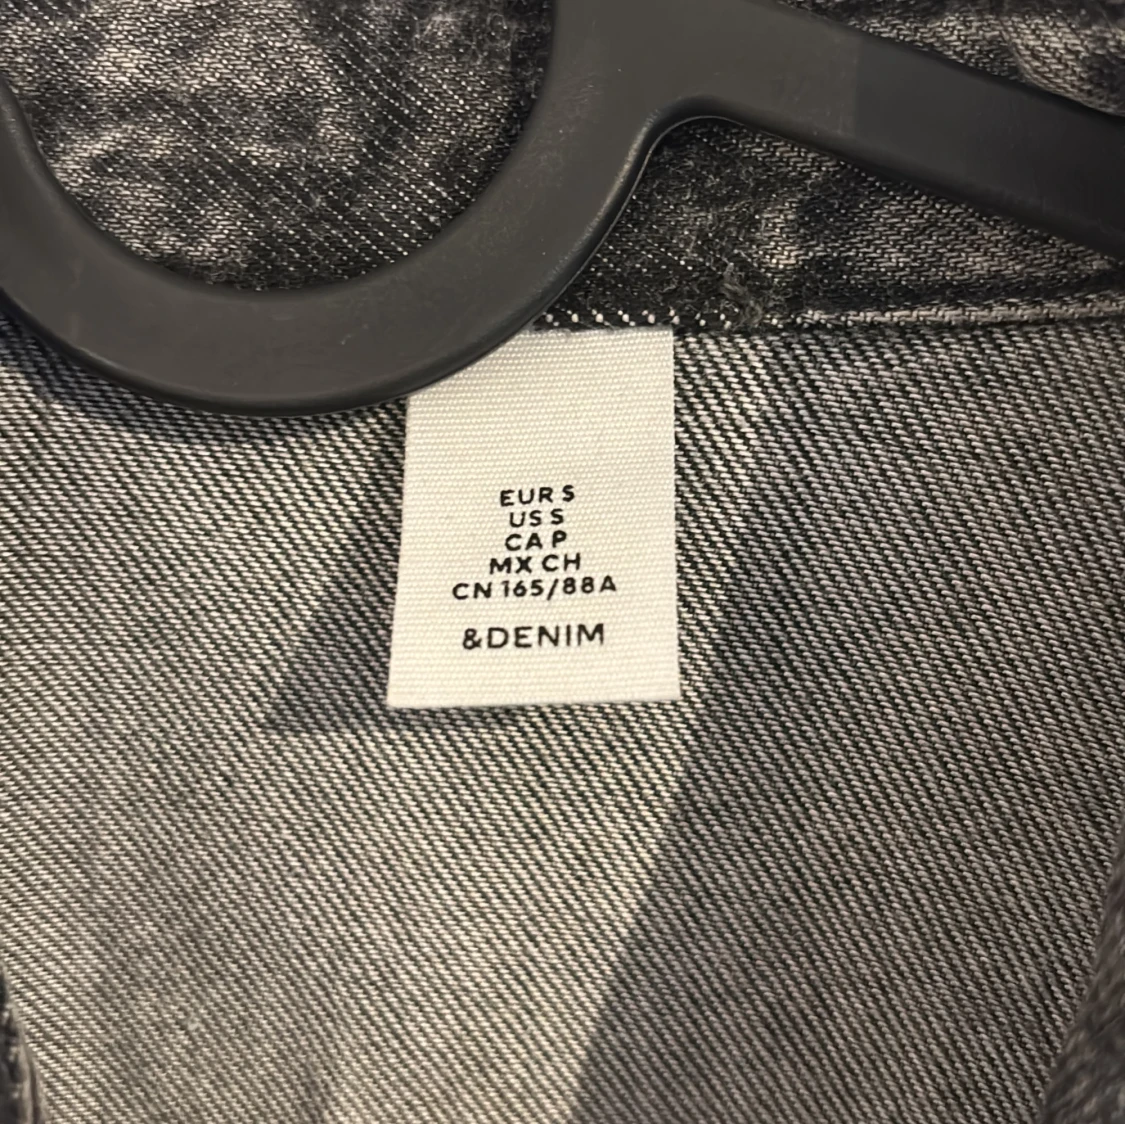 EUR S
US S
CA P
MX CH
CN 165/88A
&DENIM